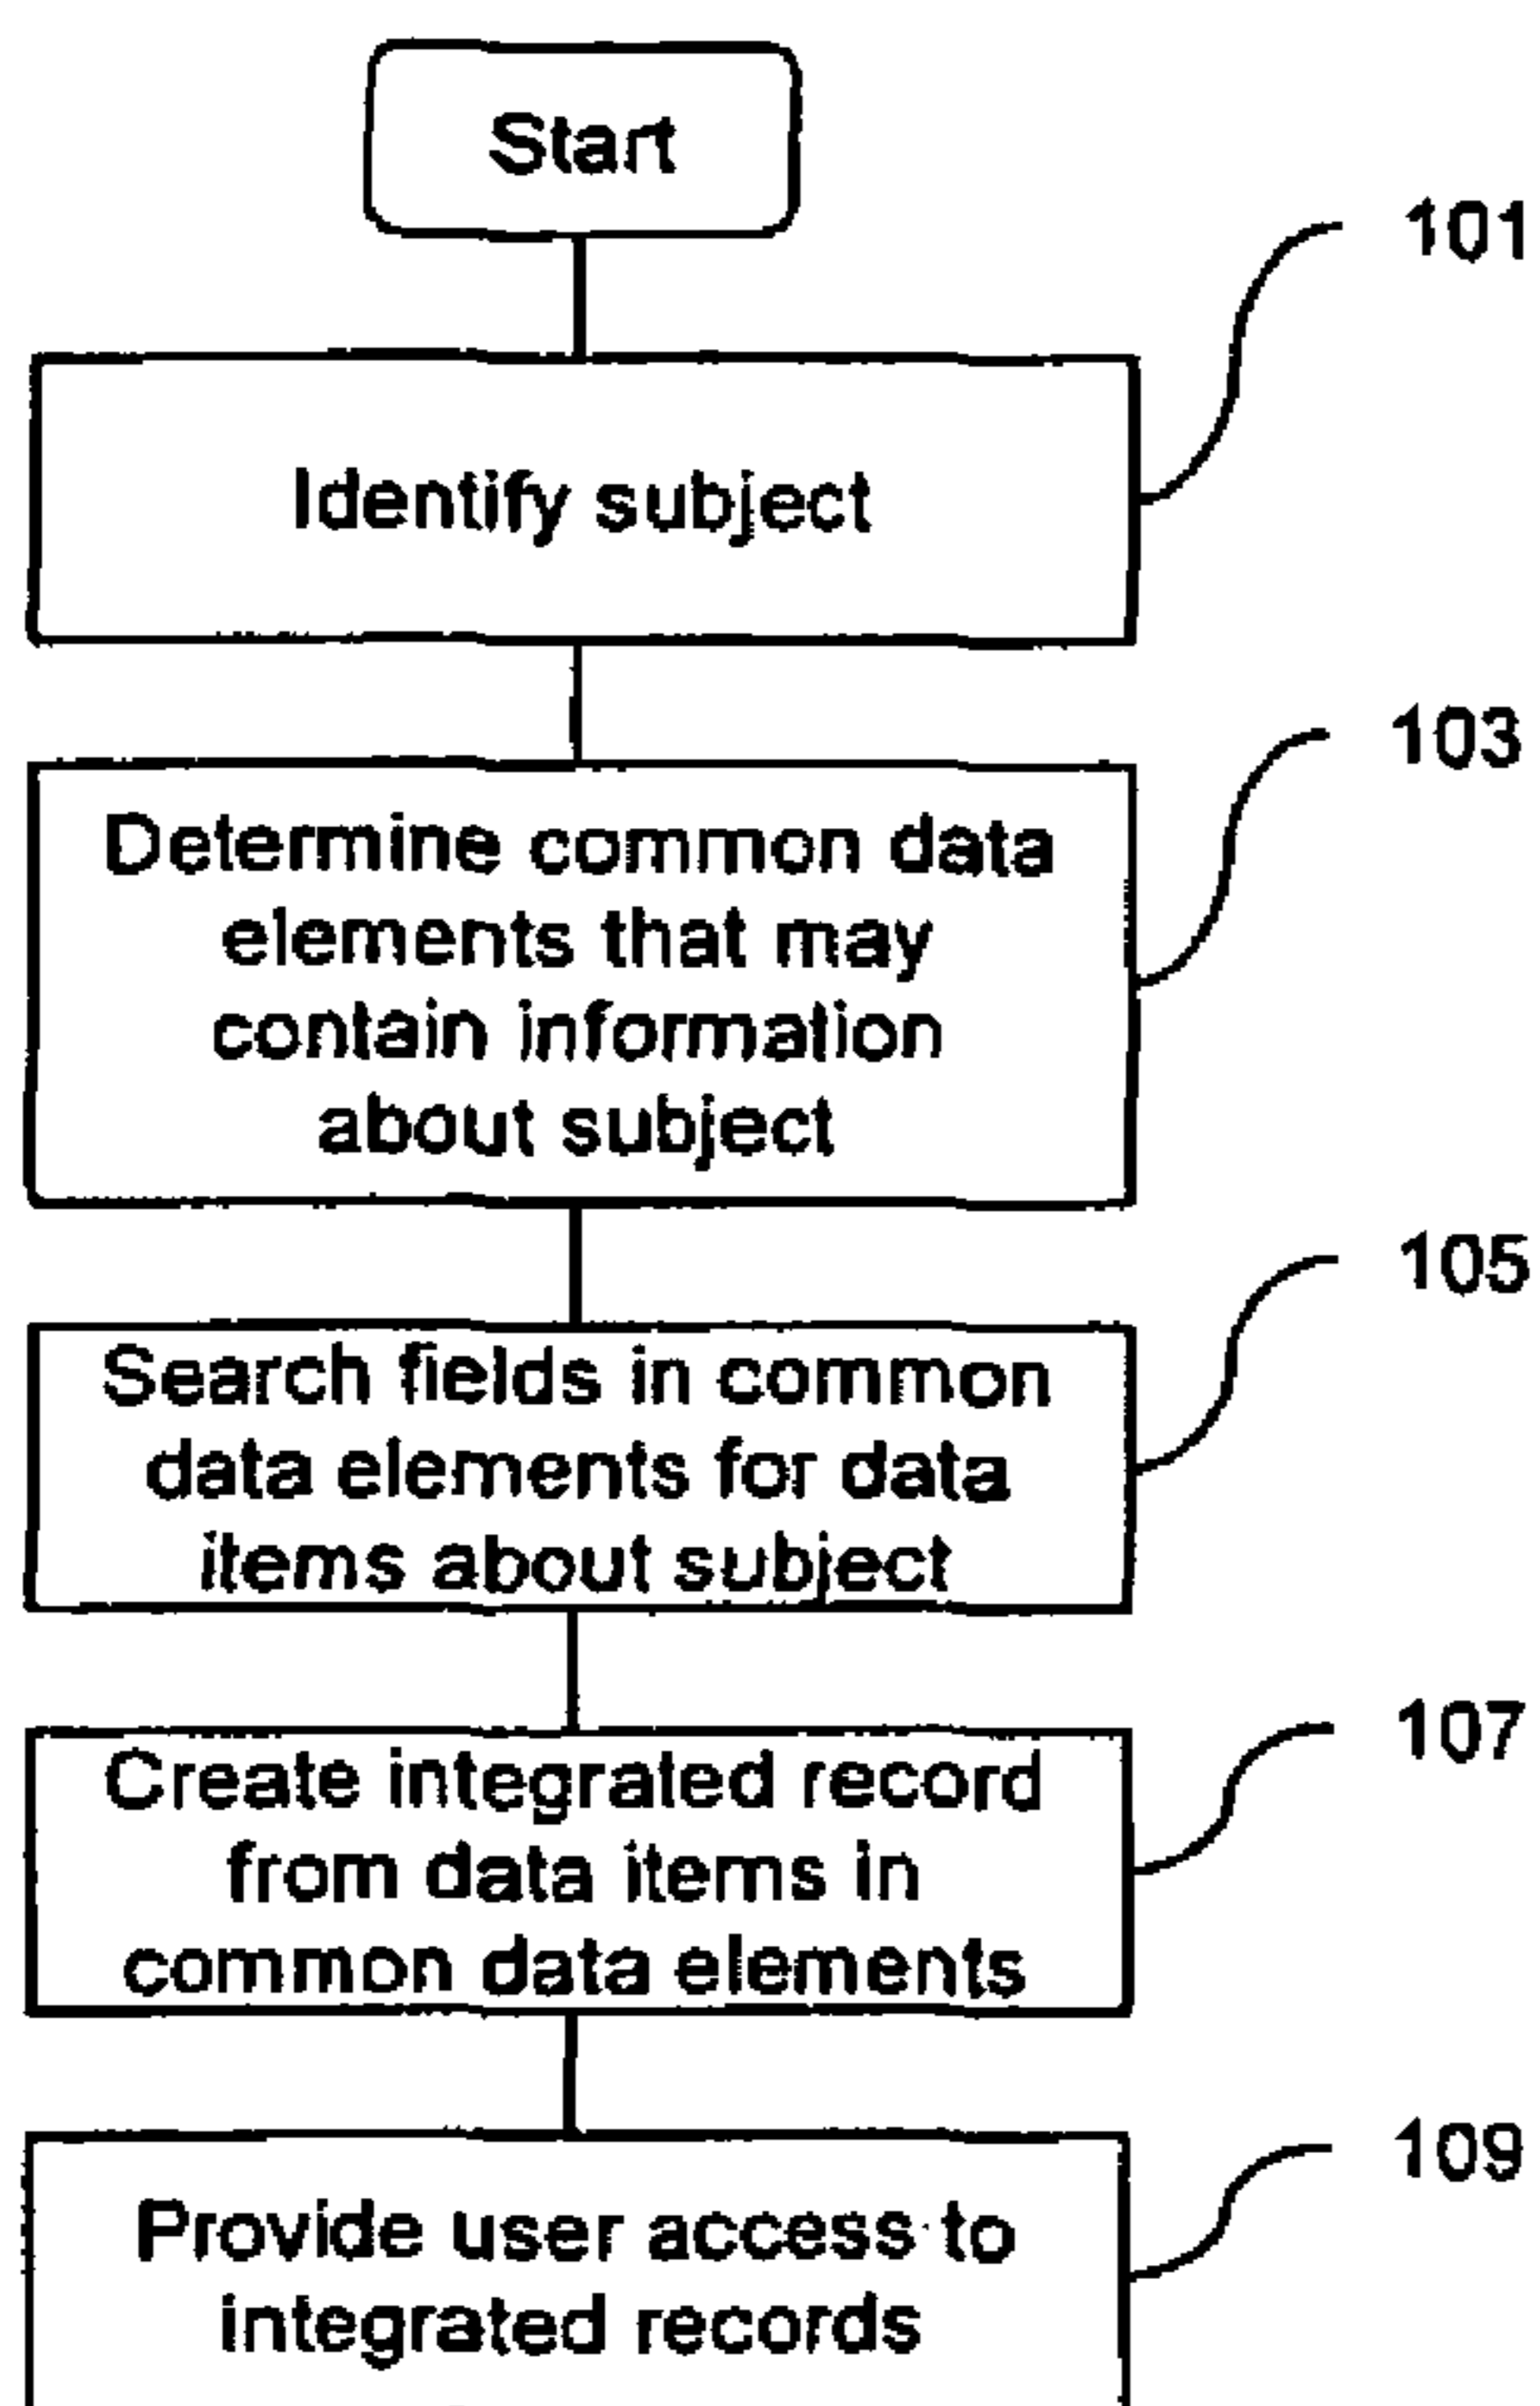 Start
101
Identify subject
103
Determine common data
elements that may
contain information
about subject
105
Search fields in common
data elements for data
items about subject
107
Create integrated record
from data items in
common data elements
109
Provide user access to
integrated records